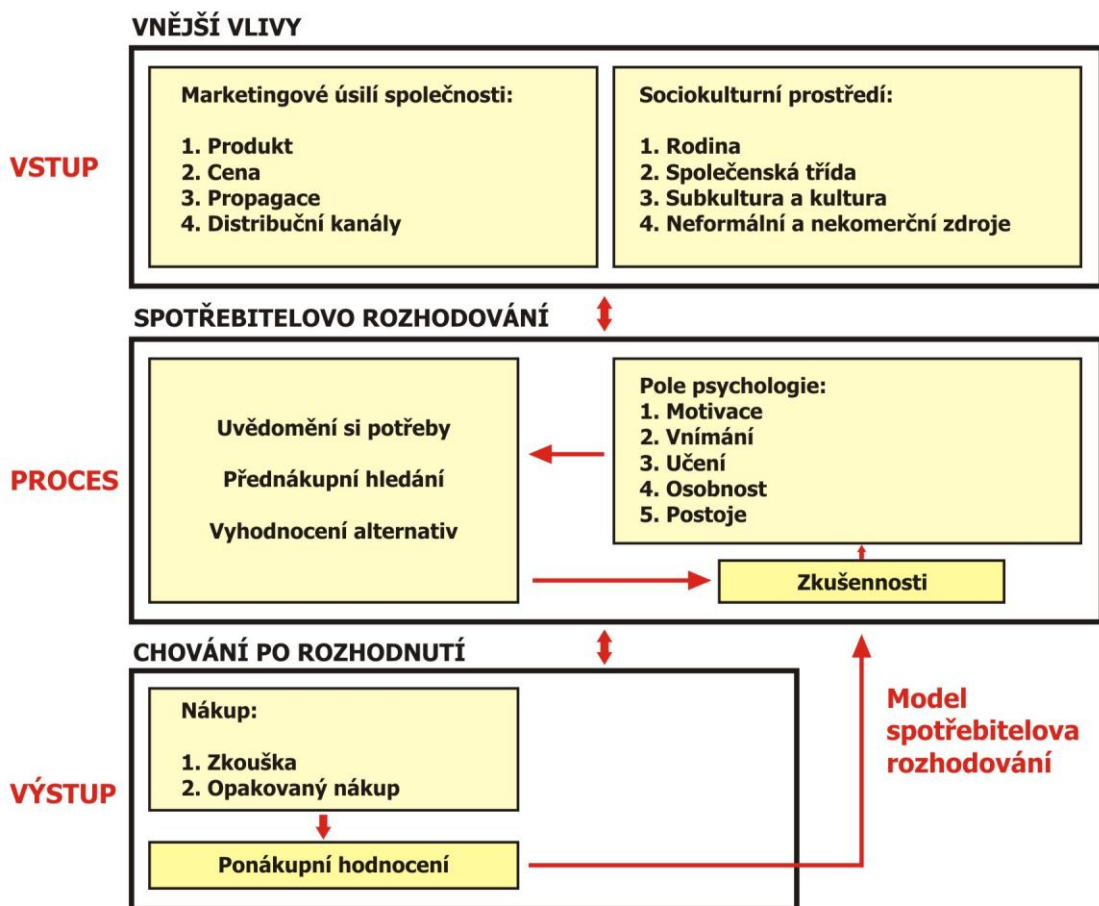 VNĚJŠÍ VLIVY
Marketingové úsilí společnosti:
1. Produkt
2. Cena
3. Propagace
4. Distribuční kanály
Sociokulturní prostředí:
1. Rodina
2. Společenská třída
3. Subkultura a kultura
4. Neformální a nekomerční zdroje
VSTUP
SPOTŘEBITELOVO ROZHODOVÁNÍ
Uvědomění si potřeby
Přednákupní hledání
Vyhodnocení alternativ
Pole psychologie:
1. Motivace
2. Vnímání
3. Učení
4. Osobnost
5. Postoje
Zkušennosti
PROCES
CHOVÁNÍ PO ROZHODNUTÍ
Nákup:
1. Zkouška
2. Opakovaný nákup
Ponákupní hodnocení
VÝSTUP
Model
spotřebitelova
rozhodování